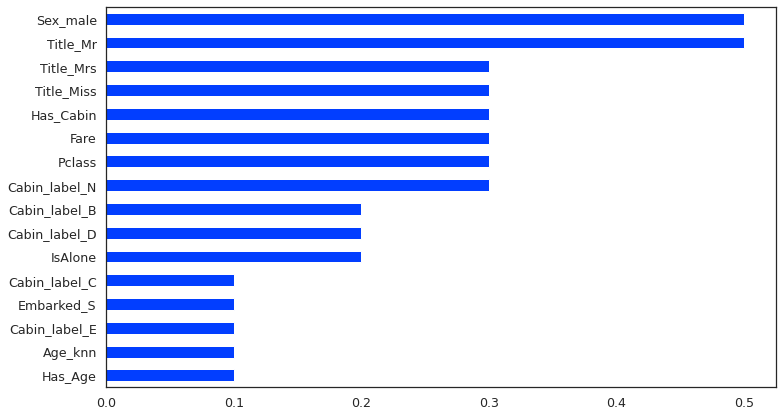 Sex_male
Title_Mr
Title_Mrs
Title_Miss
Has_Cabin
Fare
Pclass
Cabin_label_N
Cabin_label_B
Cabin_label_D
IsAlone
Cabin_label_C
Embarked_S
Cabin_label_E
Age_knn
Has_Age
0.0 0.1 0.2 0.3 0.4 0.5